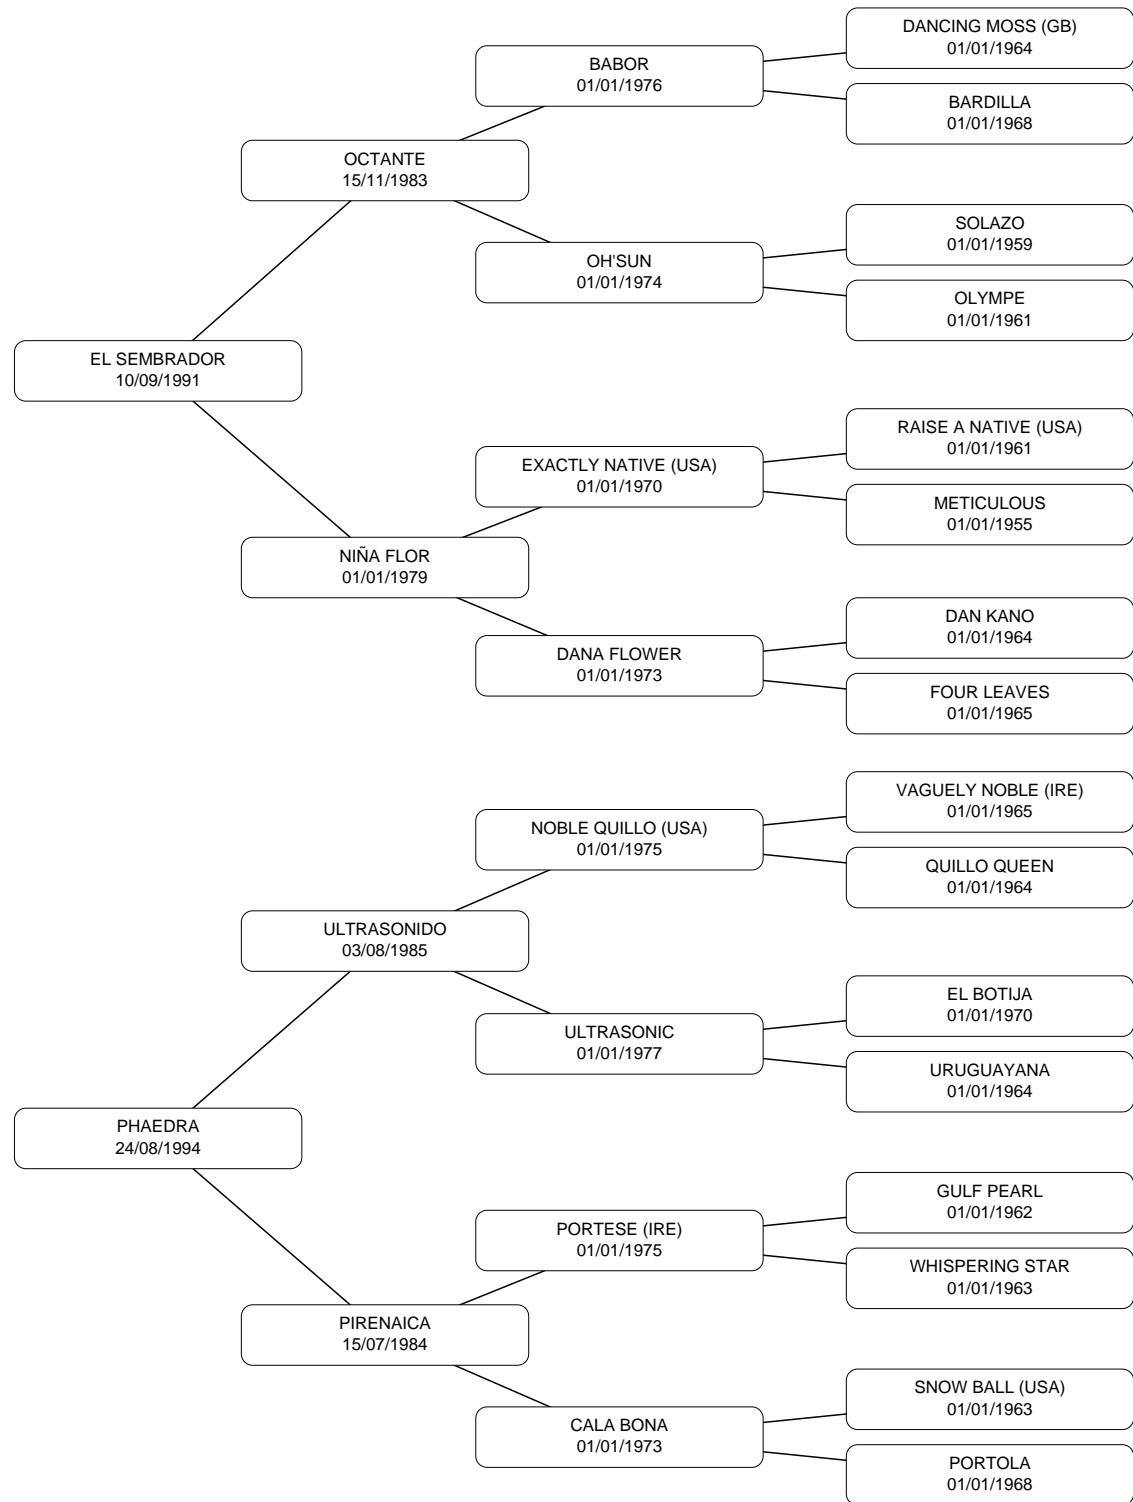 DANCING MOSS (GB)
01/01/1964
BABOR
01/01/1976
BARDILLA
01/01/1968
OCTANTE
15/11/1983
SOLAZO
01/01/1959
OH'SUN
01/01/1974
OLYMPE
01/01/1961
EL SEMBRADOR
10/09/1991
RAISE A NATIVE (USA)
01/01/1961
EXACTLY NATIVE (USA)
01/01/1970
METICULOUS
01/01/1955
NIÑA FLOR
01/01/1979
DAN KANO
01/01/1964
DANA FLOWER
01/01/1973
FOUR LEAVES
01/01/1965
VAGUELY NOBLE (IRE)
01/01/1965
NOBLE QUILLO (USA)
01/01/1975
QUILLO QUEEN
01/01/1964
ULTRASONIDO
03/08/1985
EL BOTIJA
01/01/1970
ULTRASONIC
01/01/1977
URUGUAYANA
01/01/1964
PHAEDRA
24/08/1994
GULF PEARL
01/01/1962
PORTESE (IRE)
01/01/1975
WHISPERING STAR
01/01/1963
PIRENAICA
15/07/1984
SNOW BALL (USA)
01/01/1963
CALA BONA
01/01/1973
PORTOLA
01/01/1968